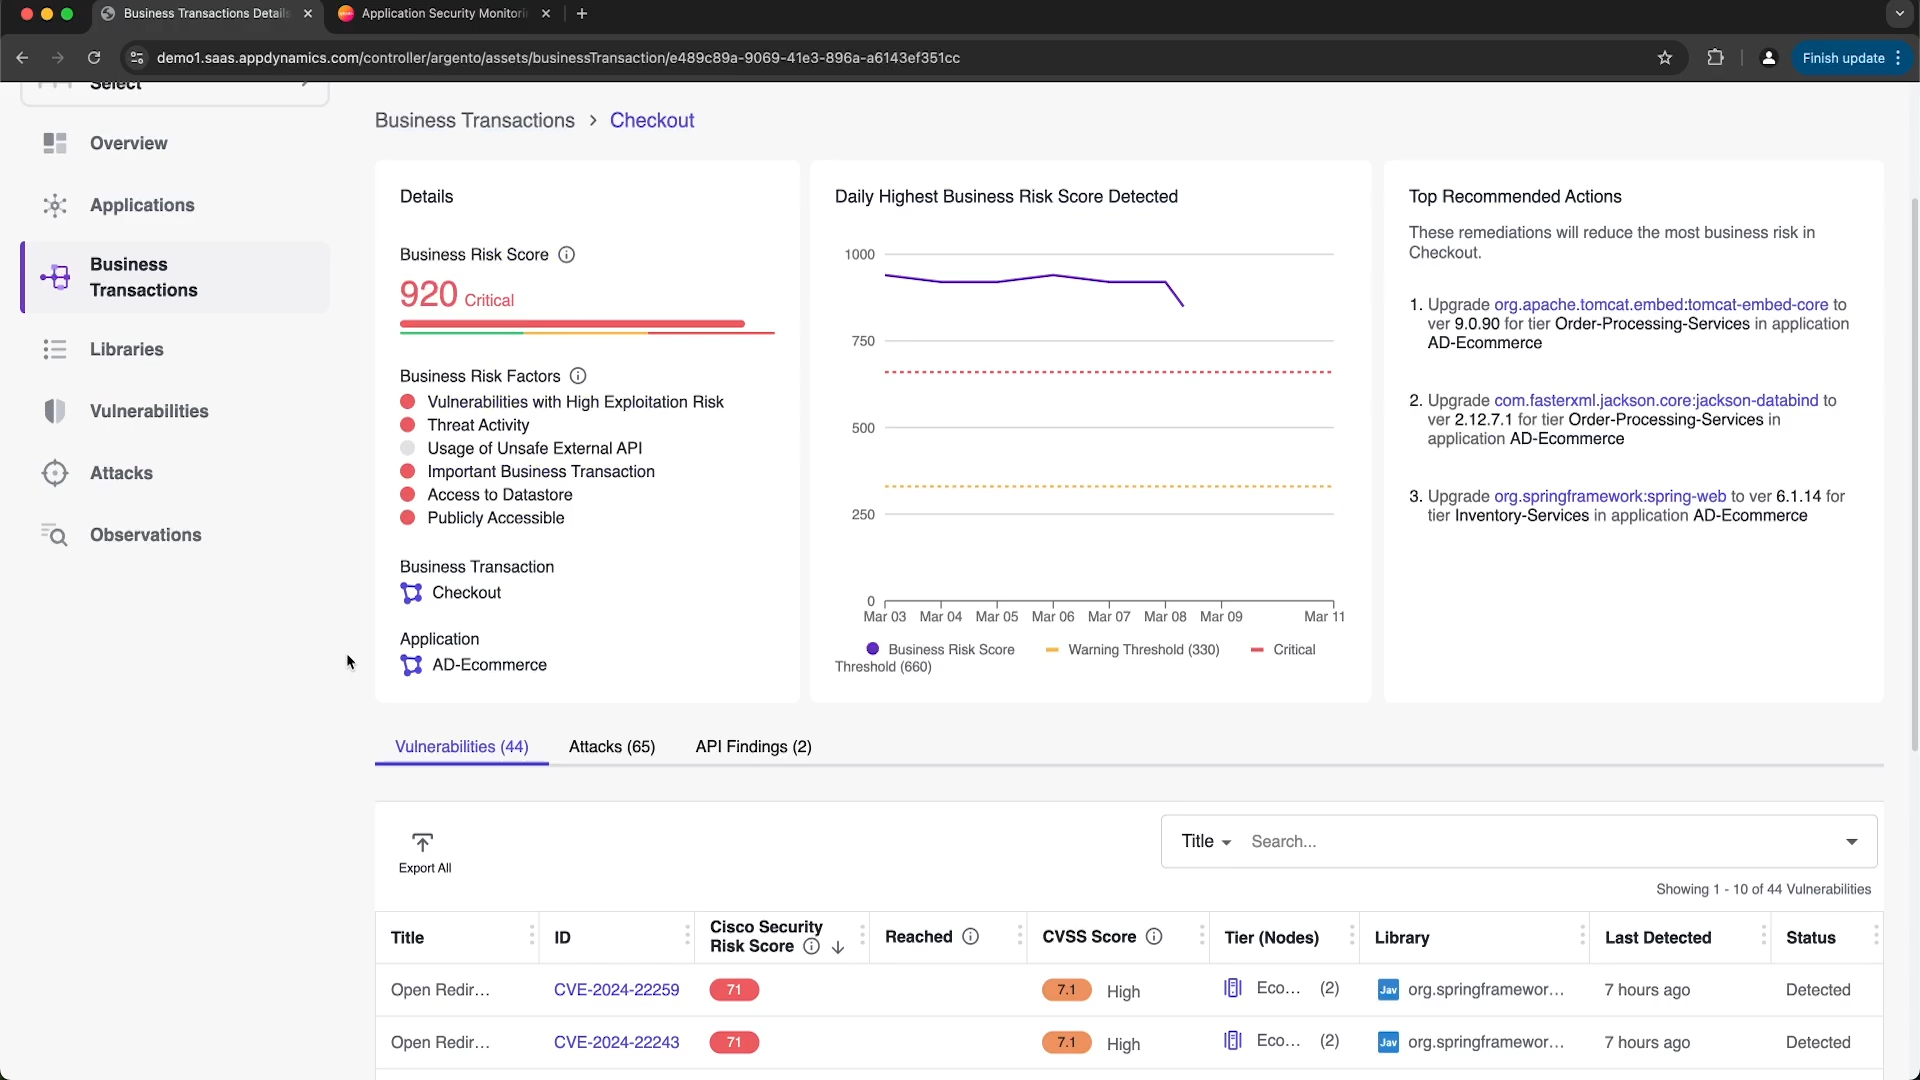 Business Transactions Details
Application Security Monitorin
demo1.saas.appdynamics.com/controller/argento/assets/businessTransaction/e489c89a-9069-41e3-896a-a6143ef351cc
Finish update
Select
Overview
Applications
Business
Transactions
Libraries
Vulnerabilities
Attacks
Observations
Business Transactions > Checkout
Details
Business Risk Score
920 Critical
Business Risk Factors
Vulnerabilities with High Exploitation Risk
Threat Activity
Usage of Unsafe External API
Important Business Transaction
Access to Datastore
Publicly Accessible
Business Transaction
Checkout
Application
AD-Ecommerce
Daily Highest Business Risk Score Detected
1000
750
500
250
0
Mar 03 Mar 04 Mar 05 Mar 06 Mar 07 Mar 08 Mar 09 Mar 11
Business Risk Score Warning Threshold (330) Critical
Threshold (660)
Top Recommended Actions
These remediations will reduce the most business risk in
Checkout.
1. Upgrade org.apache.tomcat.embed:tomcat-embed-core to
ver 9.0.90 for tier Order-Processing-Services in application
AD-Ecommerce
2. Upgrade com.fasterxml.jackson.core:jackson-databind to
ver 2.12.7.1 for tier Order-Processing-Services in
application AD-Ecommerce
3. Upgrade org.springframework:spring-web to ver 6.1.14 for
tier Inventory-Services in application AD-Ecommerce
Vulnerabilities (44) Attacks (65) API Findings (2)
Export All
Title Search...
Showing 1 - 10 of 44 Vulnerabilities
Title ID Cisco Security Risk Score Reached CVSS Score Tier (Nodes) Library Last Detected Status
Open Redir... CVE-2024-22259 71 7.1 High Eco... (2) Jav org.springframewor... 7 hours ago Detected
Open Redir... CVE-2024-22243 71 7.1 High Eco... (2) Jav org.springframewor... 7 hours ago Detected